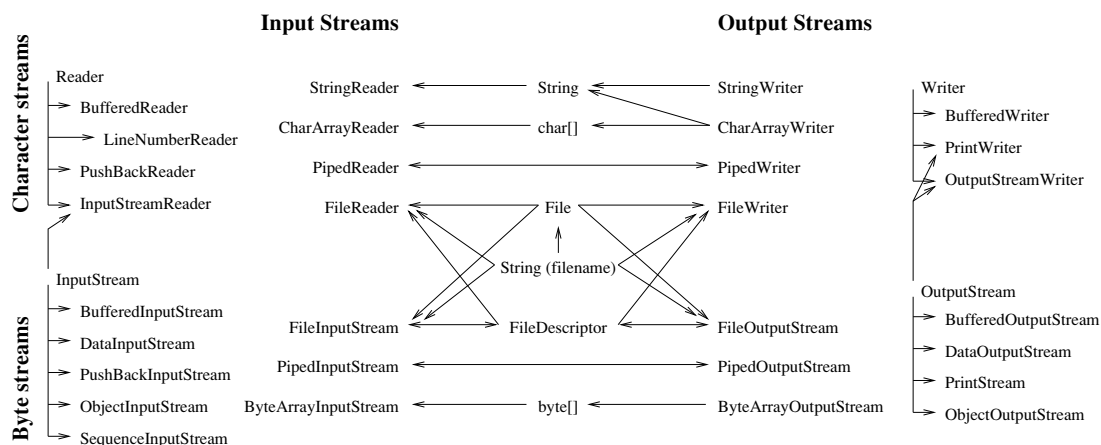 Input Streams
Output Streams
Character streams
Reader
BufferedReader
LineNumberReader
PushBackReader
InputStreamReader
StringReader
String
StringWriter
CharArrayReader
char[]
CharArrayWriter
PipedReader
PipedWriter
FileReader
File
FileWriter
String (filename)
Writer
BufferedWriter
PrintWriter
OutputStreamWriter
Byte streams
InputStream
BufferedInputStream
DataInputStream
PushBackInputStream
ObjectInputStream
SequenceInputStream
FileInputStream
FileDescriptor
FileOutputStream
PipedInputStream
PipedOutputStream
ByteArrayInputStream
byte[]
ByteArrayOutputStream
OutputStream
BufferedOutputStream
DataOutputStream
PrintStream
ObjectOutputStream